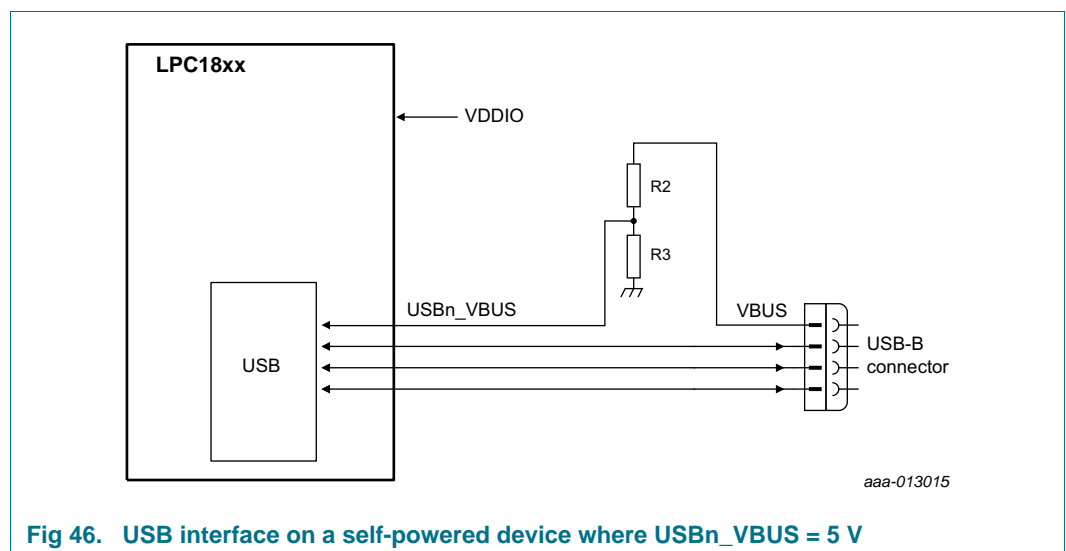 LPC18xx
VDDIO
R2
R3
USBn_VBUS
VBUS
USB
USB-B
connector
aaa-013015
Fig 46. USB interface on a self-powered device where USBn_VBUS = 5 V